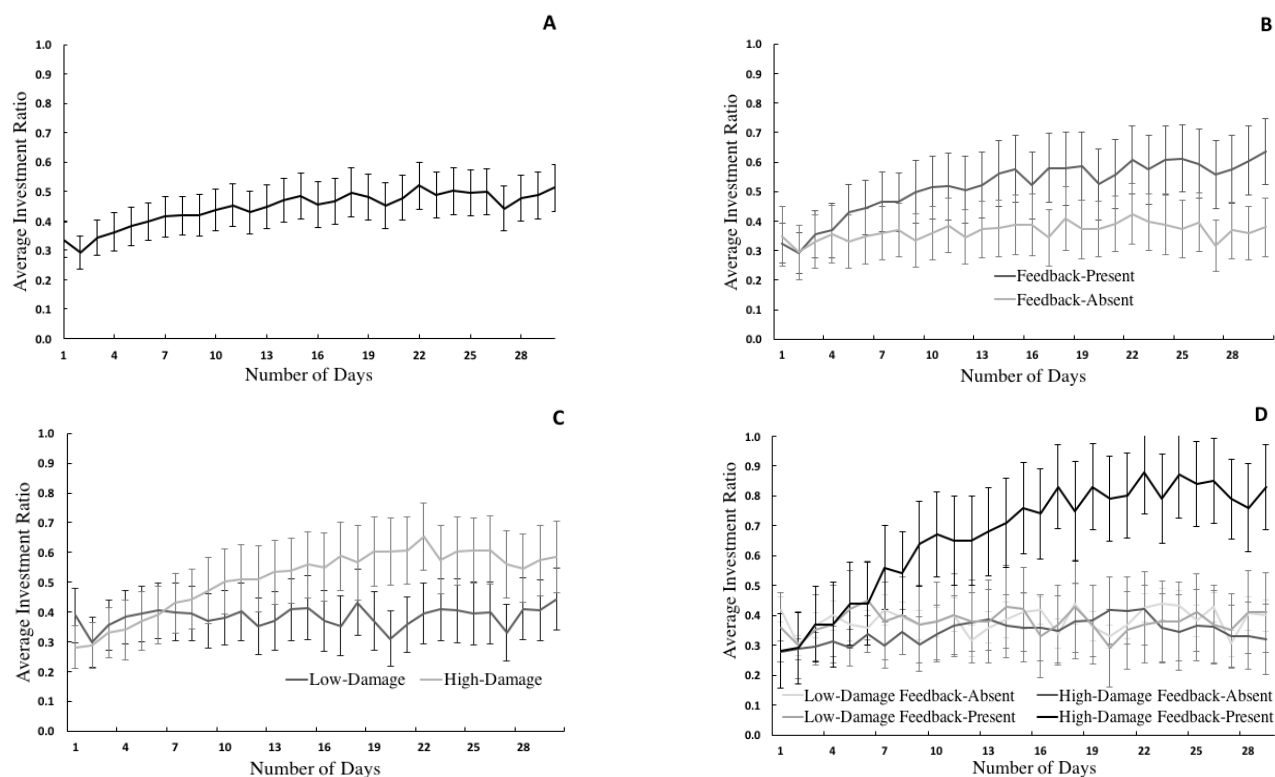 A
1.0
0.9
0.8
0.7
0.6
0.5
0.4
0.3
0.2
0.1
0.0
Average Investment Ratio
1 4 7 10 13 16 19 22 25 28
Number of Days
B
1.0
0.9
0.8
0.7
0.6
0.5
0.4
0.3
0.2
0.1
0.0
Average Investment Ratio
Feedback-Present
Feedback-Absent
1 4 7 10 13 16 19 22 25 28
Number of Days
C
1.0
0.9
0.8
0.7
0.6
0.5
0.4
0.3
0.2
0.1
0.0
Average Investment Ratio
Low-Damage High-Damage
1 4 7 10 13 16 19 22 25 28
Number of Days
D
1.0
0.9
0.8
0.7
0.6
0.5
0.4
0.3
0.2
0.1
0.0
Average Investment Ratio
Low-Damage Feedback-Absent High-Damage Feedback-Absent
Low-Damage Feedback-Present High-Damage Feedback-Present
1 4 7 10 13 16 19 22 25 28
Number of Days